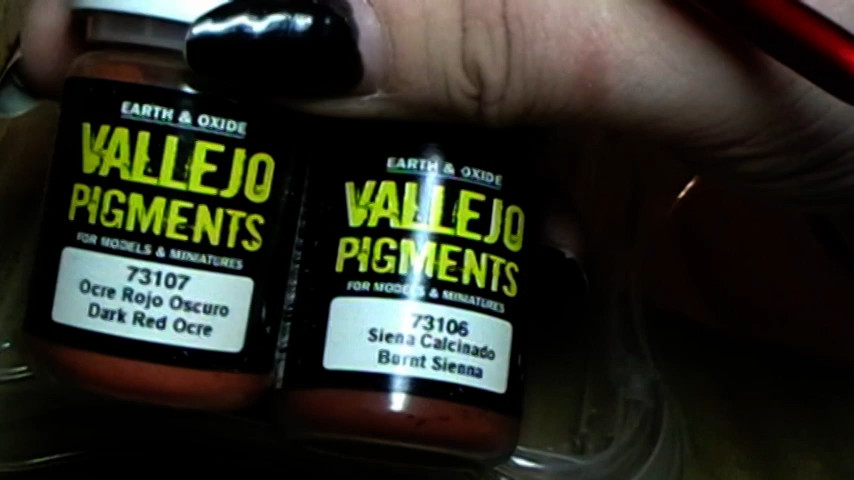 EARTH & OXIDE
VALLEJO
PIGMENTS
FOR MODELS & MINIATURES
73107
Ocre Rojo Oscuro
Dark Red Ocre
EARTH & OXIDE
VALLEJO
PIGMENTS
FOR MODELS & MINIATURES
73106
Siena Calcinado
Burnt Sienna